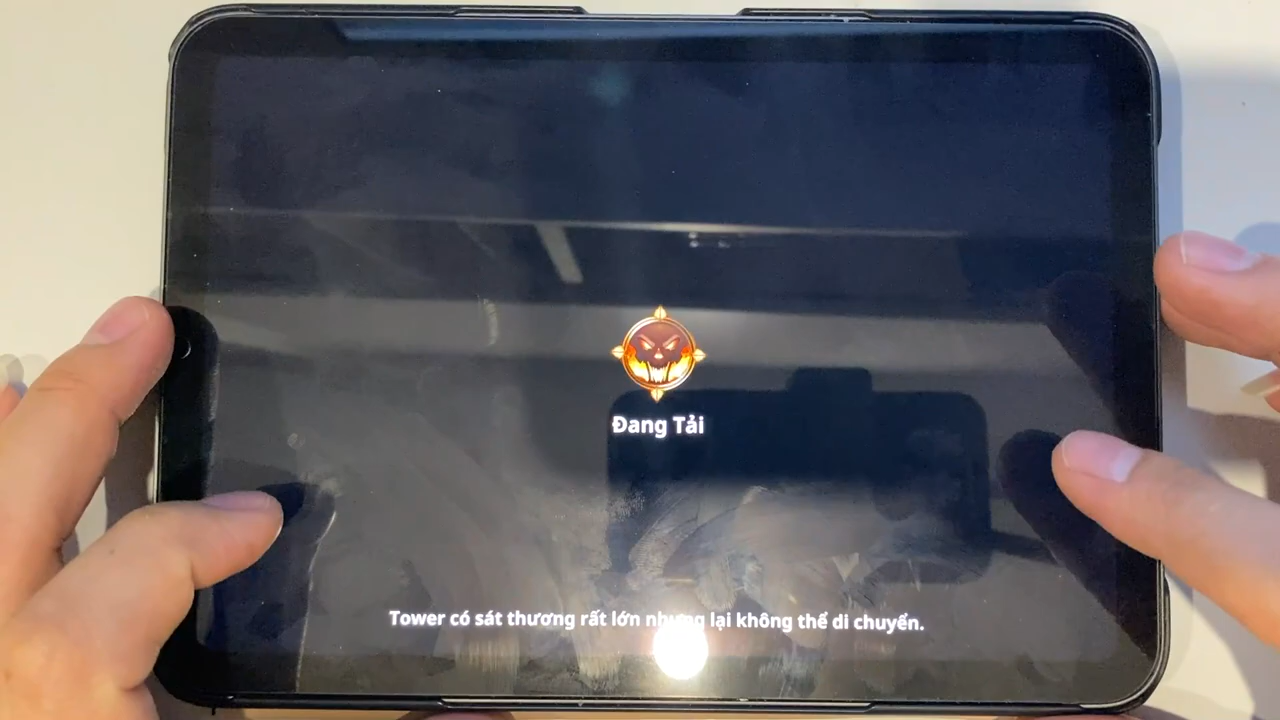 Đang Tải
Tower có sát thương rất lớn nhưng lại không thể di chuyển.